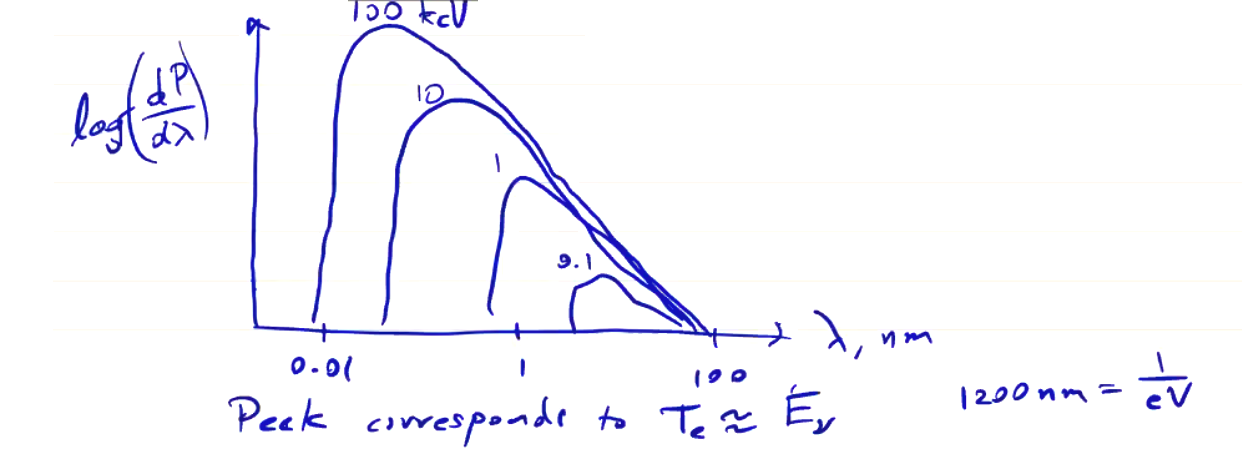 100 keV
log(dP/dλ)
10
1
0.1
λ, nm
0.01
1
100
1200 nm = 1/eV
Peak corresponds to Te ≈ Eν